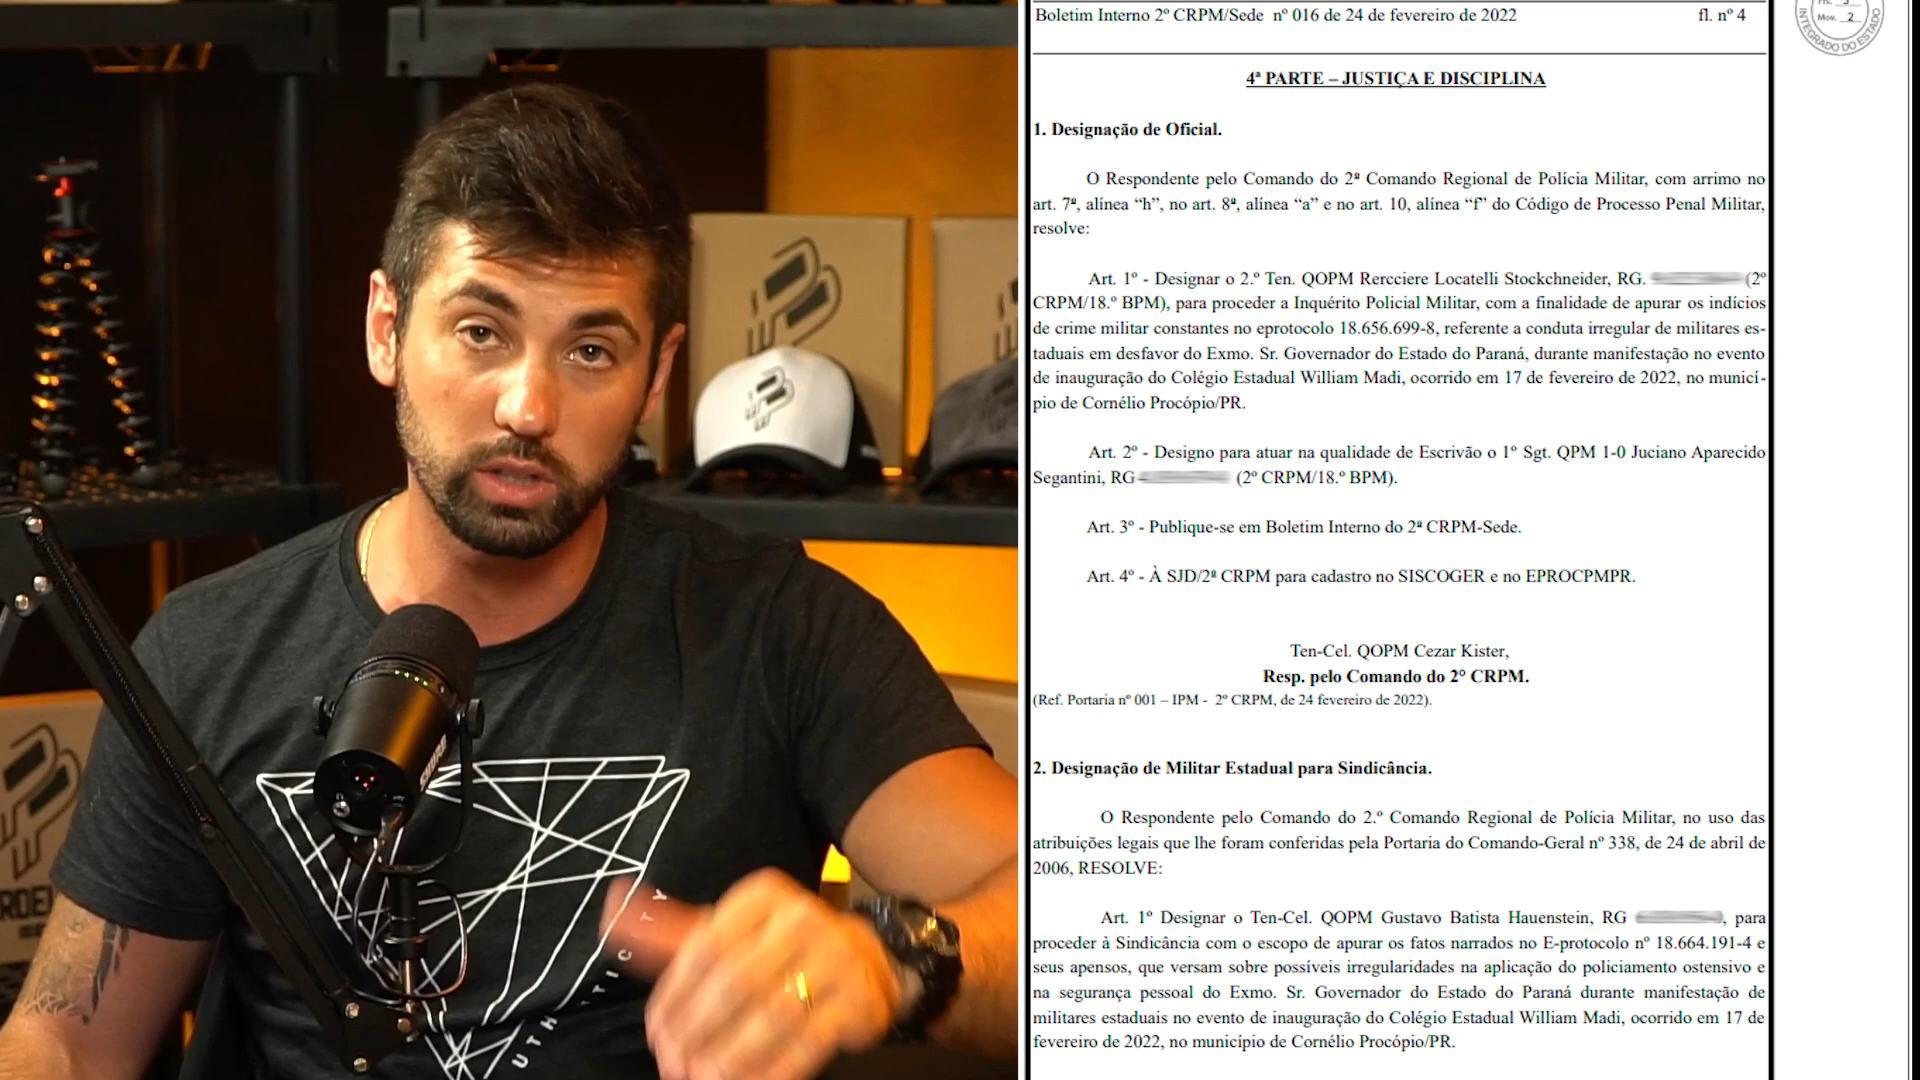 Boletim Interno 2º CRPM/Sede nº 016 de 24 de fevereiro de 2022 fl. nº 4
Mov. 2
INTEGRADO DO ESTADO
4ª PARTE – JUSTIÇA E DISCIPLINA
1. Designação de Oficial.
O Respondente pelo Comando do 2ª Comando Regional de Polícia Militar, com arrimo no
art. 7ª, alínea “h”, no art. 8ª, alínea “a” e no art. 10, alínea “f” do Código de Processo Penal Militar,
resolve:
Art. 1º - Designar o 2.º Ten. QOPM Rercciere Locatelli Stockchneider, RG. (2º
CRPM/18.º BPM), para proceder a Inquérito Policial Militar, com a finalidade de apurar os indícios
de crime militar constantes no eprotocolo 18.656.699-8, referente a conduta irregular de militares es-
taduais em desfavor do Exmo. Sr. Governador do Estado do Paraná, durante manifestação no evento
de inauguração do Colégio Estadual William Madi, ocorrido em 17 de fevereiro de 2022, no municí-
pio de Cornélio Procópio/PR.
Art. 2º - Designo para atuar na qualidade de Escrivão o 1º Sgt. QPM 1-0 Juciano Aparecido
Segantini, RG (2º CRPM/18.º BPM).
Art. 3º - Publique-se em Boletim Interno do 2ª CRPM-Sede.
Art. 4º - À SJD/2ª CRPM para cadastro no SISCOGER e no EPROCPMPR.
Ten-Cel. QOPM Cezar Kister,
Resp. pelo Comando do 2º CRPM.
(Ref. Portaria nº 001 – IPM - 2º CRPM, de 24 fevereiro de 2022).
2. Designação de Militar Estadual para Sindicância.
O Respondente pelo Comando do 2.º Comando Regional de Polícia Militar, no uso das
atribuições legais que lhe foram conferidas pela Portaria do Comando-Geral nº 338, de 24 de abril de
2006, RESOLVE:
Art. 1º Designar o Ten-Cel. QOPM Gustavo Batista Hauenstein, RG , para
proceder à Sindicância com o escopo de apurar os fatos narrados no E-protocolo nº 18.664.191-4 e
seus apensos, que versam sobre possíveis irregularidades na aplicação do policiamento ostensivo e
na segurança pessoal do Exmo. Sr. Governador do Estado do Paraná durante manifestação de
militares estaduais no evento de inauguração do Colégio Estadual William Madi, ocorrido em 17 de
fevereiro de 2022, no município de Cornélio Procópio/PR.
SHURE